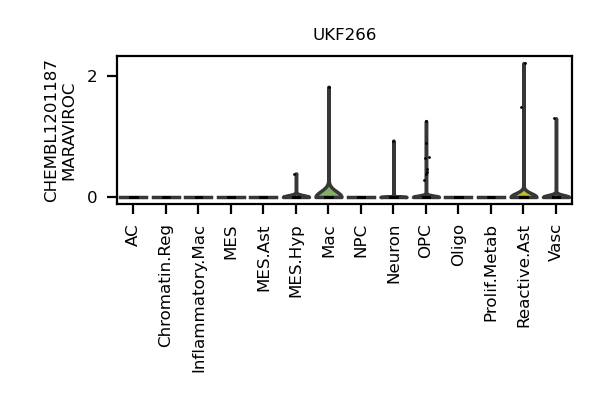 UKF266
CHEMBL1201187
MARAVIROC
2
0
AC
Chromatin.Reg
Inflammatory.Mac
MES
MES.Ast
MES.Hyp
Mac
NPC
Neuron
OPC
Oligo
Prolif.Metab
Reactive.Ast
Vasc